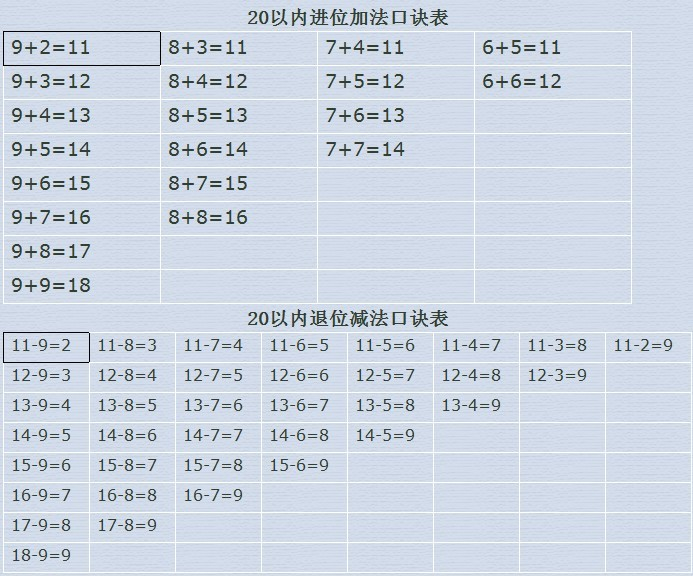 20以内进位加法口诀表
9+2=11 8+3=11 7+4=11 6+5=11
9+3=12 8+4=12 7+5=12 6+6=12
9+4=13 8+5=13 7+6=13
9+5=14 8+6=14 7+7=14
9+6=15 8+7=15
9+7=16 8+8=16
9+8=17
9+9=18
20以内退位减法口诀表
11-9=2 11-8=3 11-7=4 11-6=5 11-5=6 11-4=7 11-3=8 11-2=9
12-9=3 12-8=4 12-7=5 12-6=6 12-5=7 12-4=8 12-3=9
13-9=4 13-8=5 13-7=6 13-6=7 13-5=8 13-4=9
14-9=5 14-8=6 14-7=7 14-6=8 14-5=9
15-9=6 15-8=7 15-7=8 15-6=9
16-9=7 16-8=8 16-7=9
17-9=8 17-8=9
18-9=9